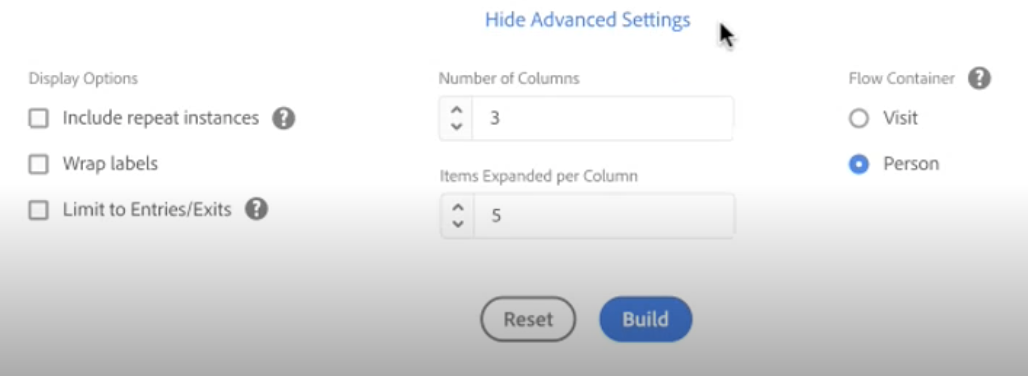 Hide Advanced Settings
Display Options
Number of Columns
Flow Container ?
Include repeat instances ?
3
Visit
Wrap labels
Person
Items Expanded per Column
Limit to Entries/Exits ?
5
Reset
Build